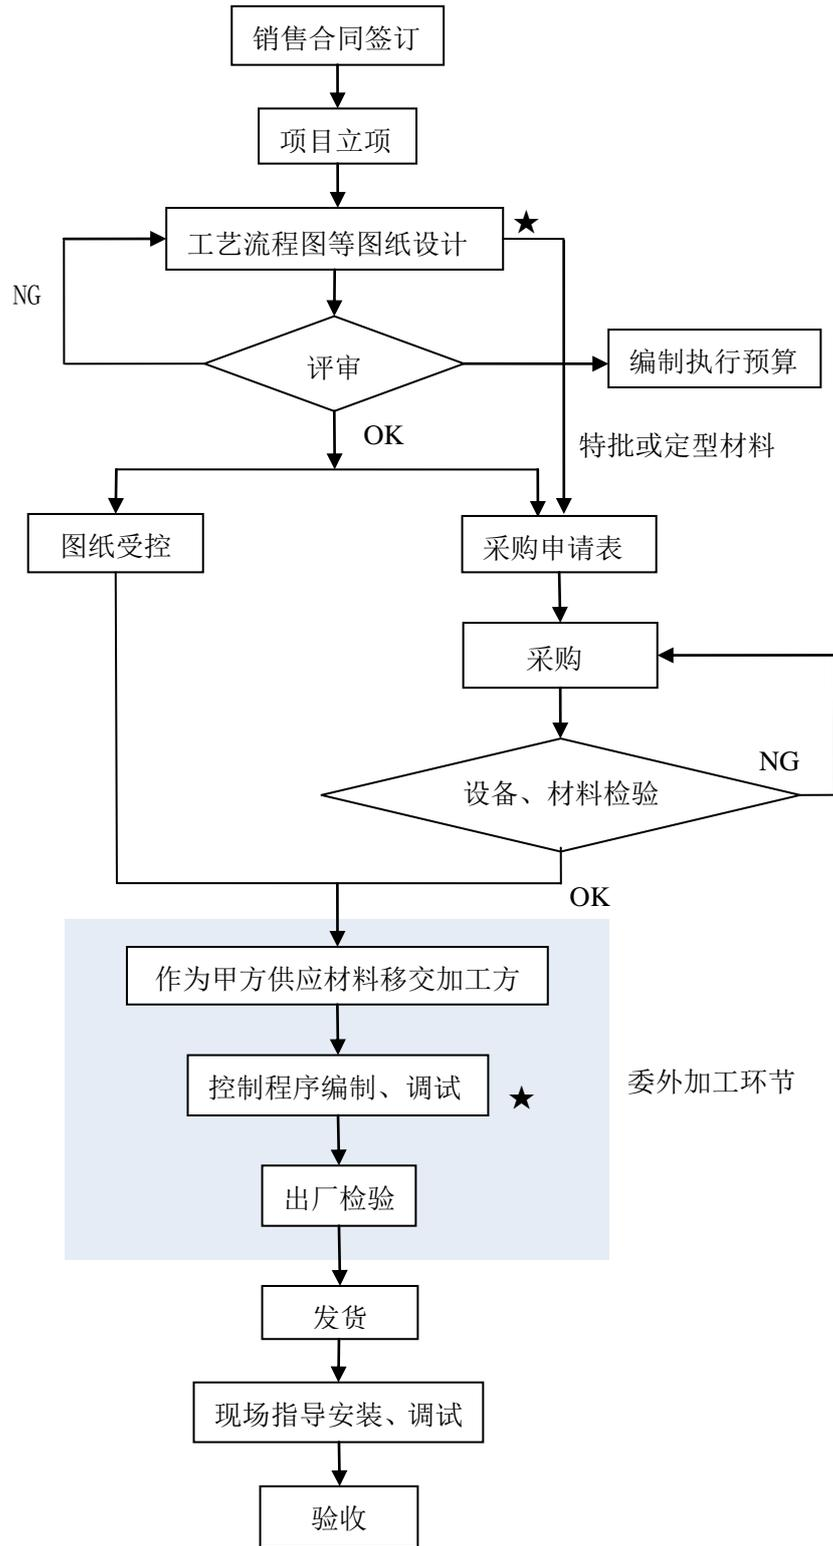 销售合同签订
项目立项
工艺流程图等图纸设计
★
NG
评审
编制执行预算
OK
特批或定型材料
图纸受控
采购申请表
采购
NG
设备、材料检验
OK
作为甲方供应材料移交加工方
控制程序编制、调试
★
委外加工环节
出厂检验
发货
现场指导安装、调试
验收